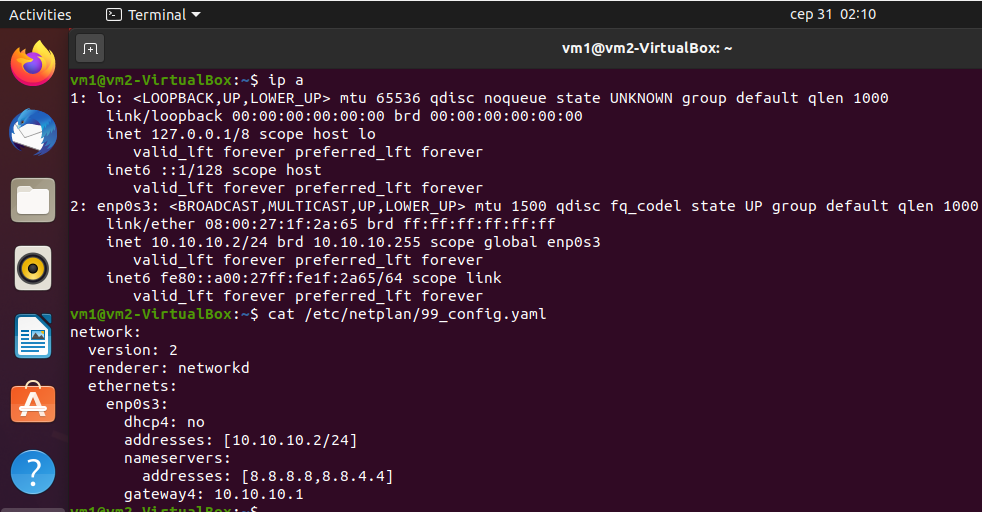 Activities
Terminal
сер 31 02:10
vm1@vm2-VirtualBox: ~
vm1@vm2-VirtualBox:~$ ip a
1: lo: <LOOPBACK,UP,LOWER_UP> mtu 65536 qdisc noqueue state UNKNOWN group default qlen 1000
    link/loopback 00:00:00:00:00:00 brd 00:00:00:00:00:00
    inet 127.0.0.1/8 scope host lo
       valid_lft forever preferred_lft forever
    inet6 ::1/128 scope host
       valid_lft forever preferred_lft forever
2: enp0s3: <BROADCAST,MULTICAST,UP,LOWER_UP> mtu 1500 qdisc fq_codel state UP group default qlen 1000
    link/ether 08:00:27:1f:2a:65 brd ff:ff:ff:ff:ff:ff
    inet 10.10.10.2/24 brd 10.10.10.255 scope global enp0s3
       valid_lft forever preferred_lft forever
    inet6 fe80::a00:27ff:fe1f:2a65/64 scope link
       valid_lft forever preferred_lft forever
vm1@vm2-VirtualBox:~$ cat /etc/netplan/99_config.yaml
network:
  version: 2
  renderer: networkd
  ethernets:
    enp0s3:
      dhcp4: no
      addresses: [10.10.10.2/24]
      nameservers:
        addresses: [8.8.8.8,8.8.4.4]
      gateway4: 10.10.10.1
vm1@vm2-VirtualBox:~$